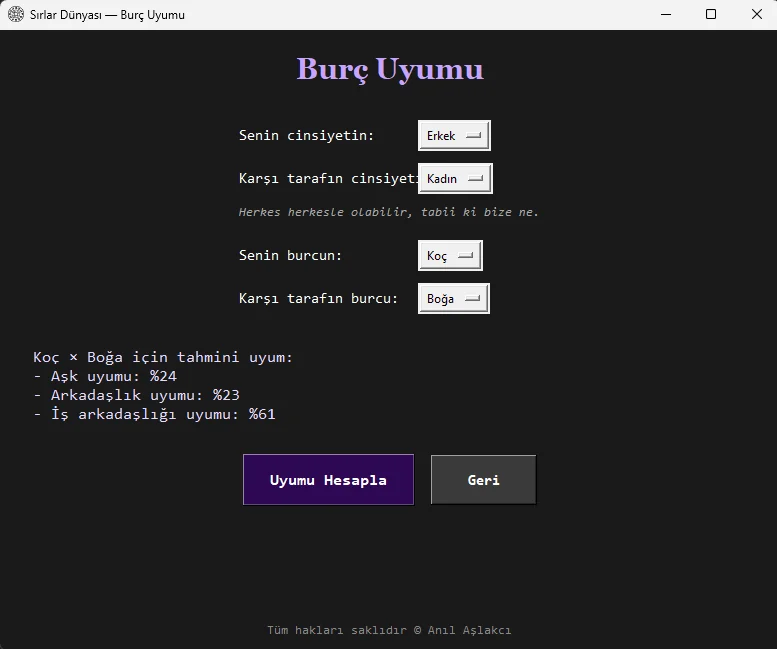 Sırlar Dünyası — Burç Uyumu
Burç Uyumu
Senin cinsiyetin: Erkek
Karşı tarafın cinsiyeti Kadın
Herkes herkesle olabilir, tabii ki bize ne.
Senin burcun: Koç
Karşı tarafın burcu: Boğa
Koç × Boğa için tahmini uyum:
- Aşk uyumu: %24
- Arkadaşlık uyumu: %23
- İş arkadaşlığı uyumu: %61
Uyumu Hesapla Geri
Tüm hakları saklıdır © Anıl Aşlakcı